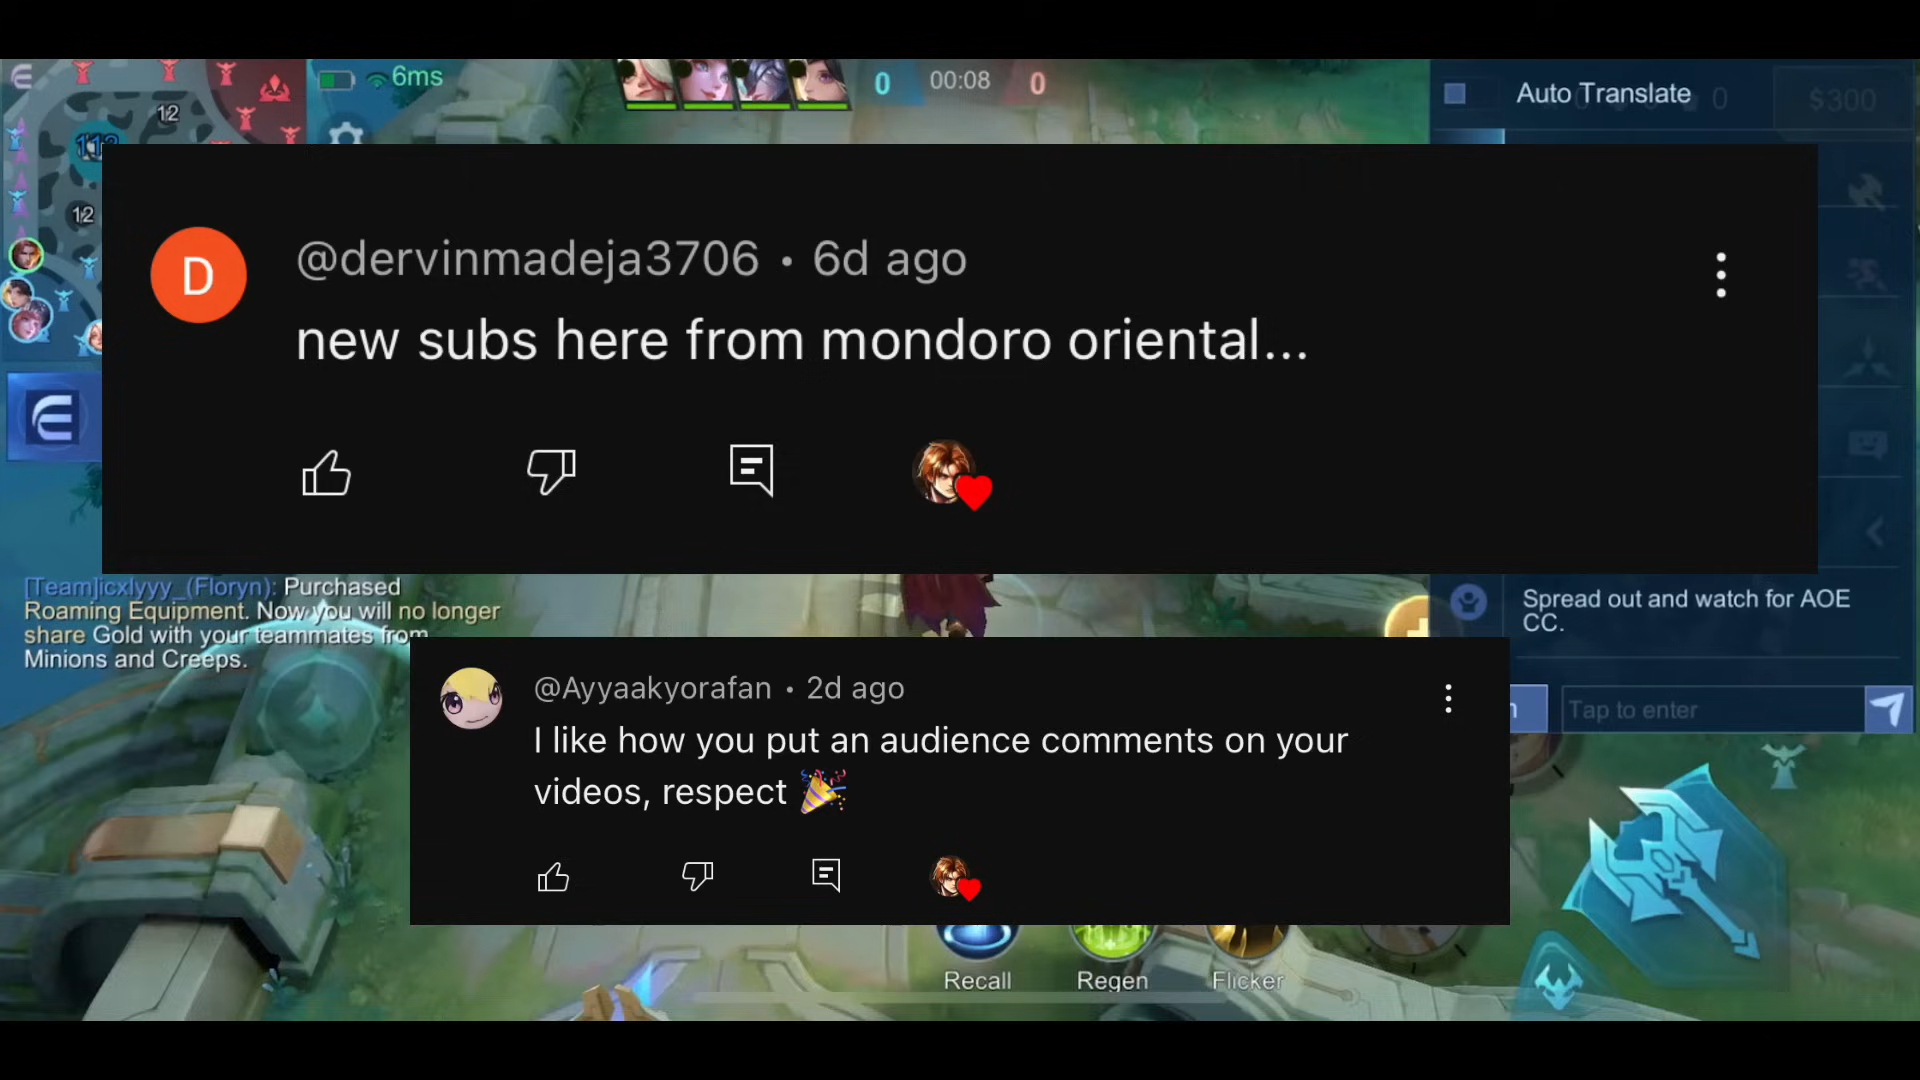 6ms
0
00:08
0
Auto Translate
0
$300
12
12
D
@dervinmadeja3706 • 6d ago
new subs here from mondoro oriental...
[Team]icxlyyy_(Floryn): Purchased
Roaming Equipment. Now you will no longer
share Gold with your teammates from
Minions and Creeps.
Spread out and watch for AOE
CC.
@Ayyaakyorafan • 2d ago
I like how you put an audience comments on your
videos, respect 🎉
Tap to enter
Recall
Regen
Flicker